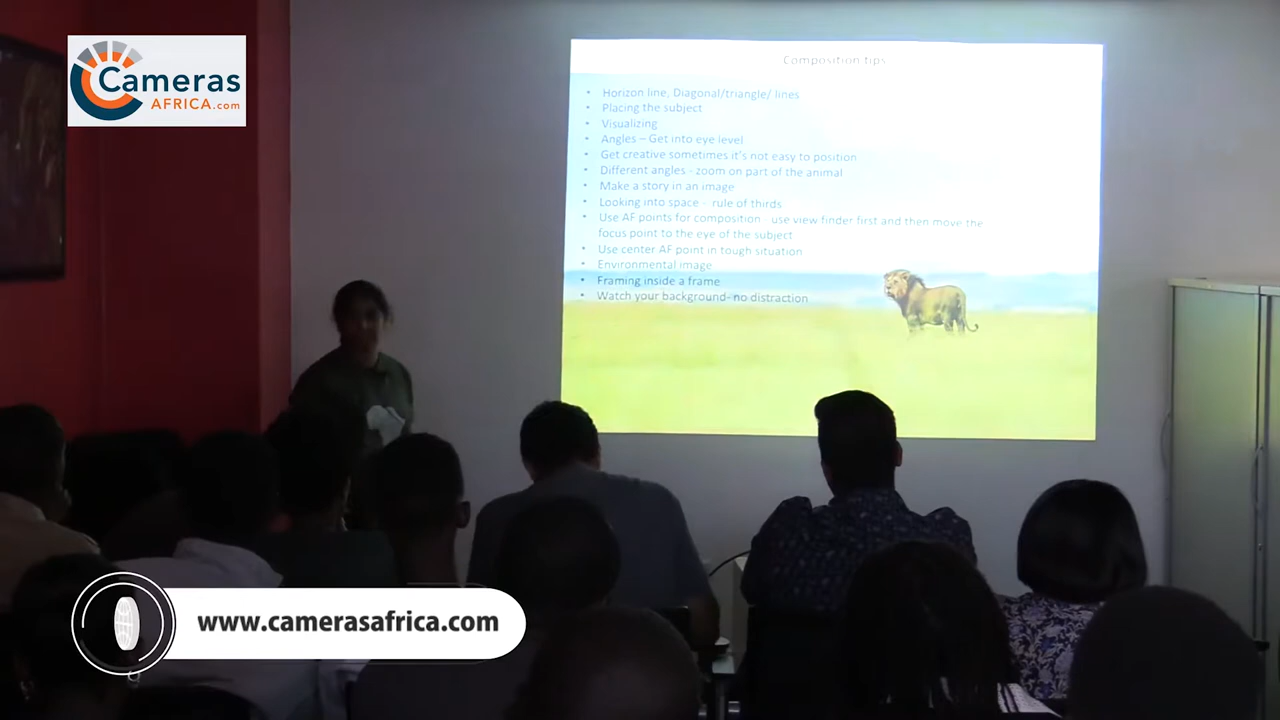 Cameras
AFRICA.com
Composition tips
• Horizon line, Diagonal/triangle/ lines
• Placing the subject
• Visualizing
• Angles – Get into eye level
• Get creative sometimes it's not easy to position
• Different angles - zoom on part of the animal
• Make a story in an image
• Looking into space - rule of thirds
• Use AF points for composition - use view finder first and then move the
focus point to the eye of the subject
• Use center AF point in tough situation
• Environmental image
• Framing inside a frame
• Watch your background- no distraction
www.camerasafrica.com